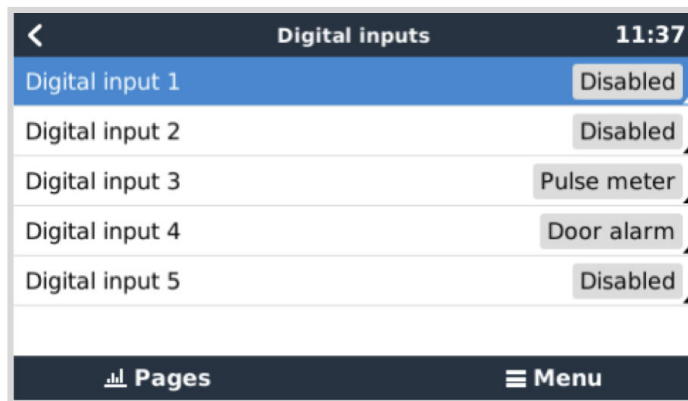 Digital inputs 11:37
Digital input 1 Disabled
Digital input 2 Disabled
Digital input 3 Pulse meter
Digital input 4 Door alarm
Digital input 5 Disabled
Pages Menu